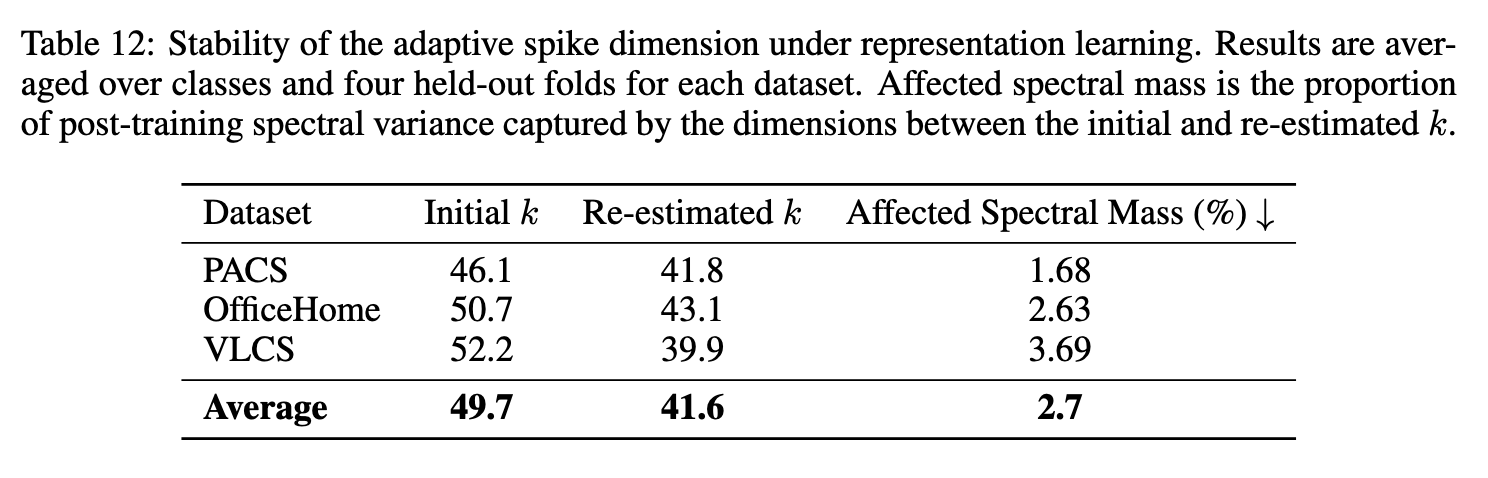 Table 12: Stability of the adaptive spike dimension under representation learning. Results are aver-
aged over classes and four held-out folds for each dataset. Affected spectral mass is the proportion
of post-training spectral variance captured by the dimensions between the initial and re-estimated k.
Dataset Initial k Re-estimated k Affected Spectral Mass (%) ↓
PACS 46.1 41.8 1.68
OfficeHome 50.7 43.1 2.63
VLCS 52.2 39.9 3.69
Average 49.7 41.6 2.7